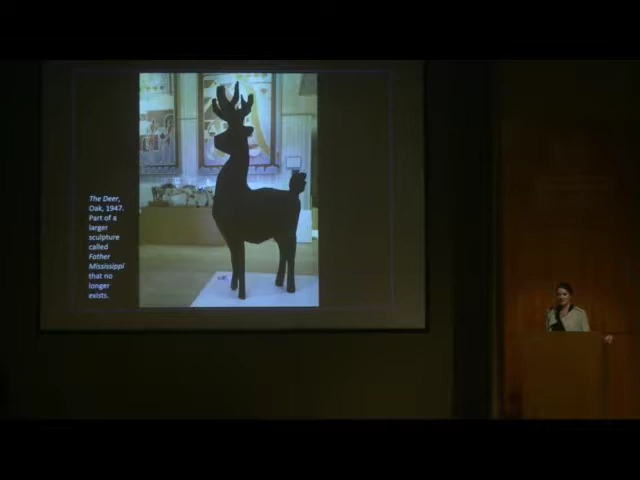 The Deer,
Oak, 1947.
Part of a
larger
sculpture
called
Father
Mississippi
that no
longer
exists.